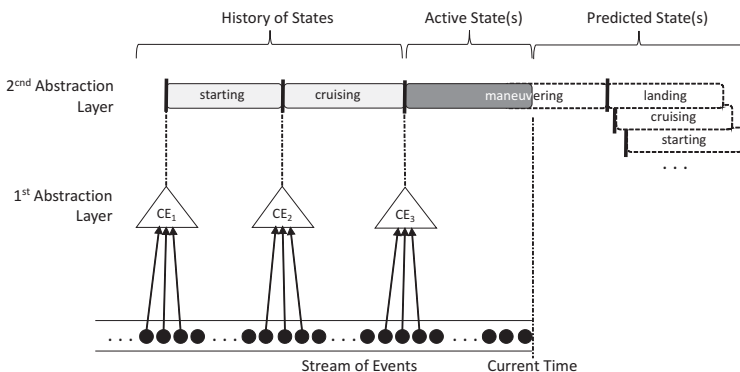 History of States
Active State(s)
Predicted State(s)
2cnd Abstraction
Layer
starting
cruising
maneuvering
landing
cruising
starting
. . .
1st Abstraction
Layer
CE1
CE2
CE3
. . .
. . .
. . .
. . .
Stream of Events
Current Time